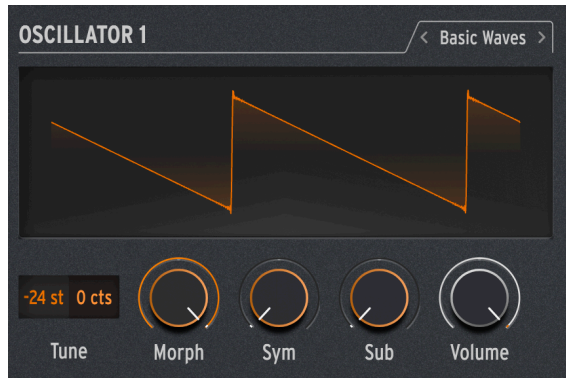 OSCILLATOR 1
< Basic Waves >
-24 st 0 cts
Tune Morph Sym Sub Volume